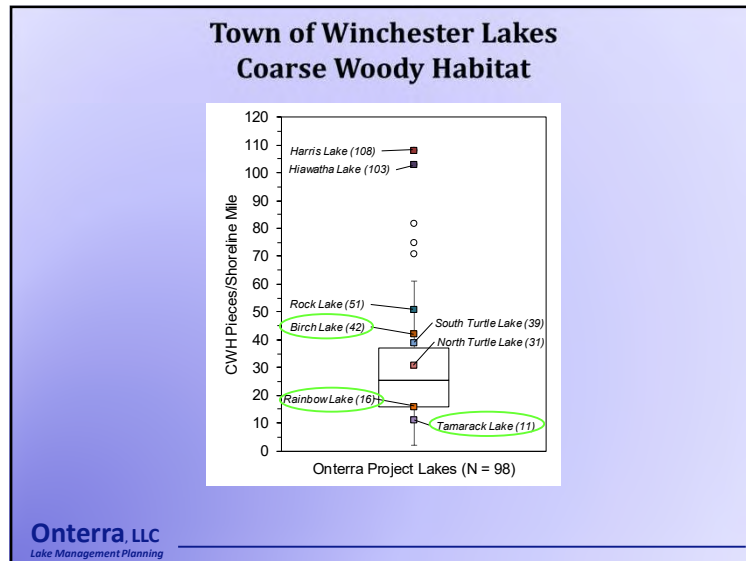 Town of Winchester Lakes
Coarse Woody Habitat
CWH Pieces/Shoreline Mile
120
110
100
90
80
70
60
50
40
30
20
10
0
Harris Lake (108)
Hiawatha Lake (103)
Rock Lake (51)
Birch Lake (42)
South Turtle Lake (39)
North Turtle Lake (31)
Rainbow Lake (16)
Tamarack Lake (11)
Onterra Project Lakes (N = 98)
Onterra, LLC
Lake Management Planning